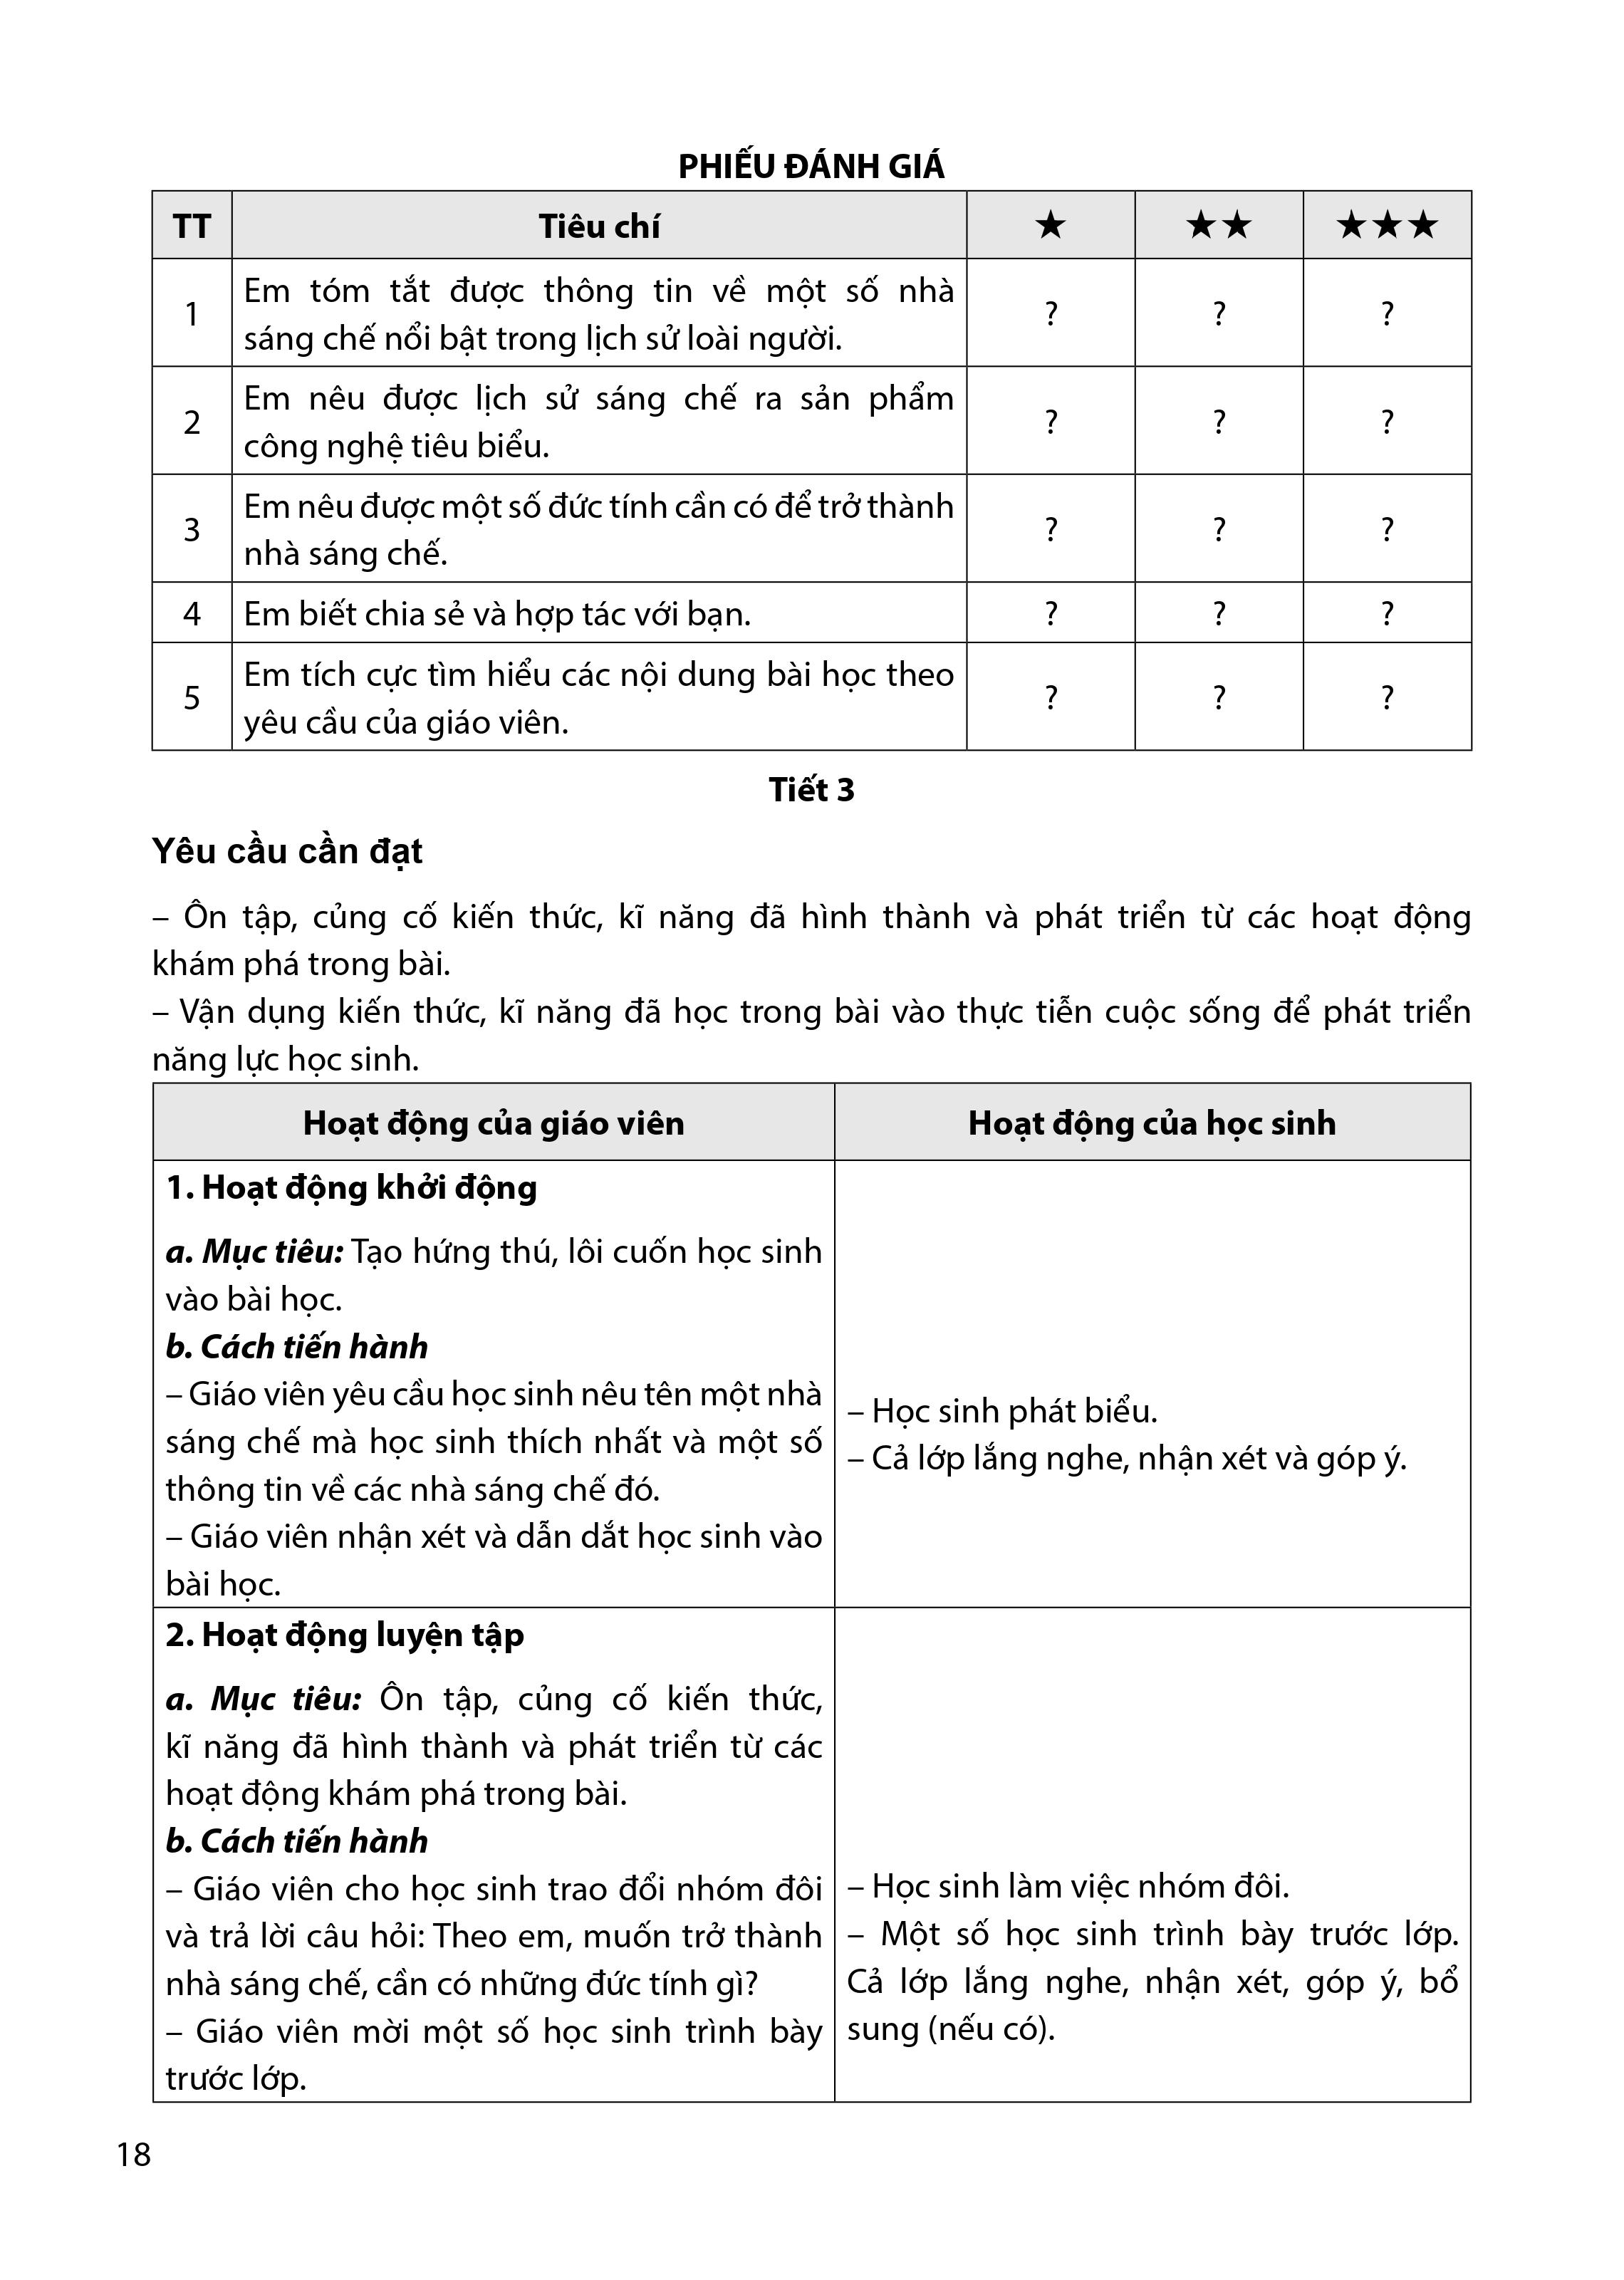 PHIẾU ĐÁNH GIÁ
TT Tiêu chí ★ ★★ ★★★
1 Em tóm tắt được thông tin về một số nhà
sáng chế nổi bật trong lịch sử loài người. ? ? ?
2 Em nêu được lịch sử sáng chế ra sản phẩm
công nghệ tiêu biểu. ? ? ?
3 Em nêu được một số đức tính cần có để trở thành
nhà sáng chế. ? ? ?
4 Em biết chia sẻ và hợp tác với bạn. ? ? ?
5 Em tích cực tìm hiểu các nội dung bài học theo
yêu cầu của giáo viên. ? ? ?
Tiết 3
Yêu cầu cần đạt
– Ôn tập, củng cố kiến thức, kĩ năng đã hình thành và phát triển từ các hoạt động
khám phá trong bài.
– Vận dụng kiến thức, kĩ năng đã học trong bài vào thực tiễn cuộc sống để phát triển
năng lực học sinh.
Hoạt động của giáo viên
Hoạt động của học sinh
1. Hoạt động khởi động
a. Mục tiêu: Tạo hứng thú, lôi cuốn học sinh
vào bài học.
b. Cách tiến hành
– Giáo viên yêu cầu học sinh nêu tên một nhà
sáng chế mà học sinh thích nhất và một số
thông tin về các nhà sáng chế đó.
– Giáo viên nhận xét và dẫn dắt học sinh vào
bài học.
– Học sinh phát biểu.
– Cả lớp lắng nghe, nhận xét và góp ý.
2. Hoạt động luyện tập
a. Mục tiêu: Ôn tập, củng cố kiến thức,
kĩ năng đã hình thành và phát triển từ các
hoạt động khám phá trong bài.
b. Cách tiến hành
– Giáo viên cho học sinh trao đổi nhóm đôi
và trả lời câu hỏi: Theo em, muốn trở thành
nhà sáng chế, cần có những đức tính gì?
– Giáo viên mời một số học sinh trình bày
trước lớp.
– Học sinh làm việc nhóm đôi.
– Một số học sinh trình bày trước lớp.
Cả lớp lắng nghe, nhận xét, góp ý, bổ
sung (nếu có).
18